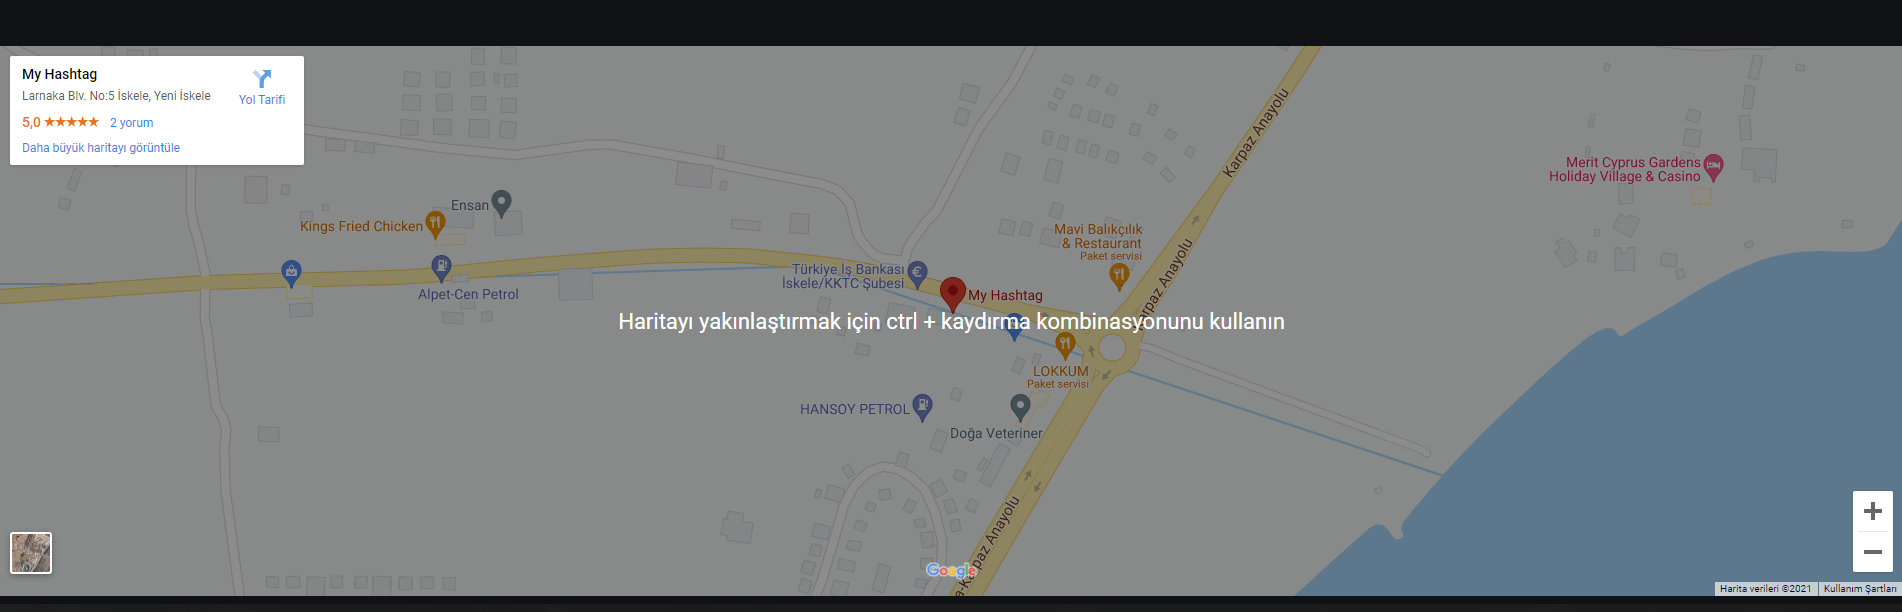 My Hashtag
Larnaka Blv. No:5 İskele, Yeni İskele
Yol Tarifi
5,0
2 yorum
Daha büyük haritayı görüntüle
Karpaz Anayolu
Merit Cyprus Gardens
Holiday Village & Casino
Ensan
Kings Fried Chicken
Mavi Balıkçılık
& Restaurant
Paket servisi
Karpaz Anayolu
Türkiye İş Bankası
İskele/KKTC Şubesi
Alpet-Cen Petrol
My Hashtag
Haritayı yakınlaştırmak için ctrl + kaydırma kombinasyonunu kullanın
LOKKUM
Paket servisi
HANSOY PETROL
Doğa Veteriner
a-Karpaz Anayolu
Google
Harita verileri ©2021
Kullanım Şartları